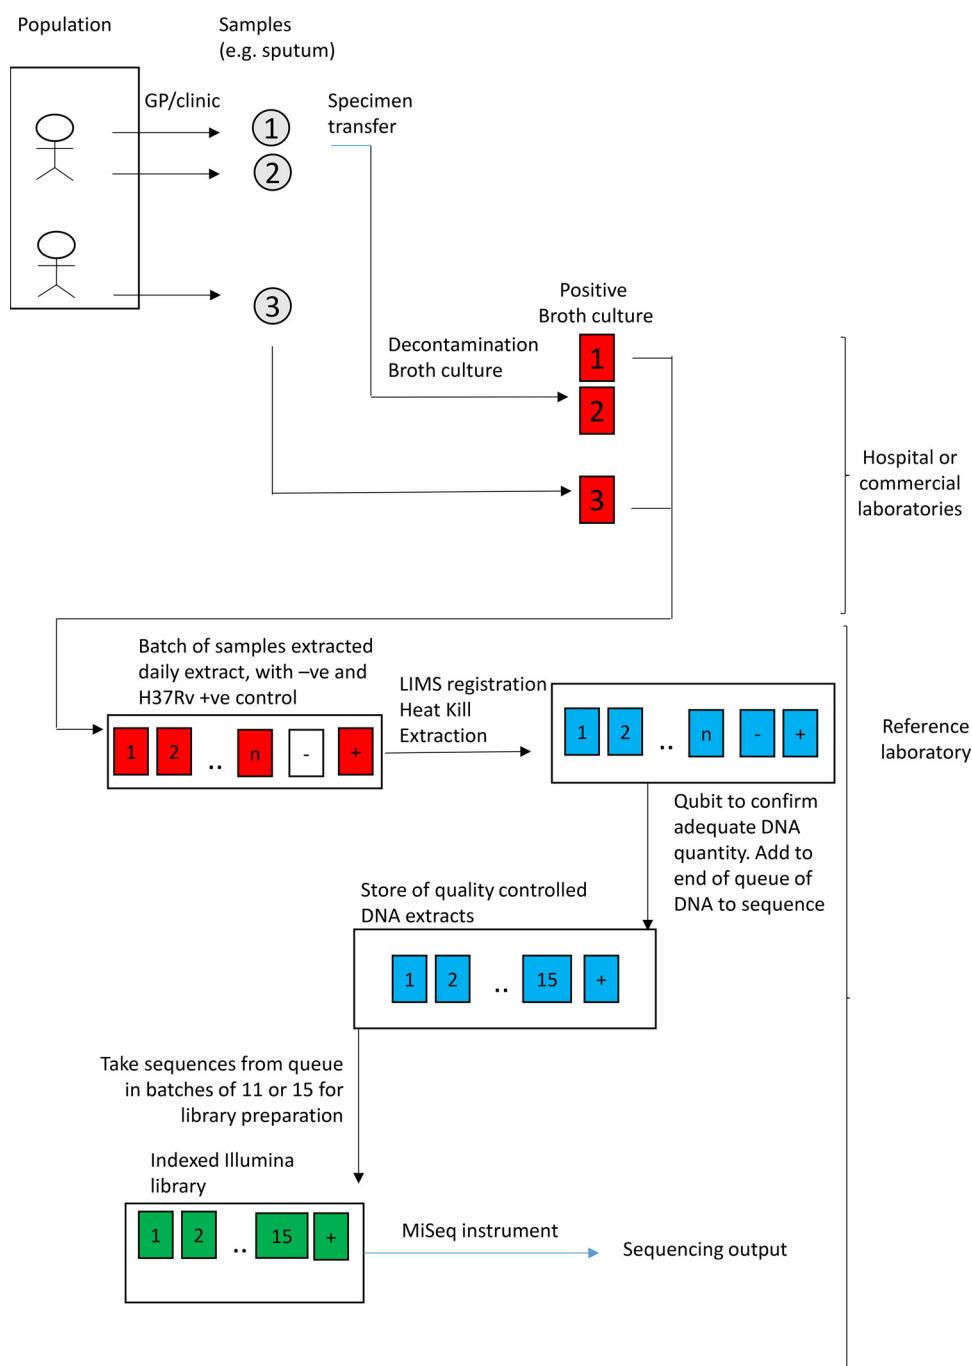 Population
Samples
(e.g. sputum)
GP/clinic
Specimen
transfer
1
2
3
Positive
Broth culture
Decontamination
Broth culture
1
2
3
Hospital or
commercial
laboratories
Batch of samples extracted
daily extract, with –ve and
H37Rv +ve control
1 2 .. n - +
LIMS registration
Heat Kill
Extraction
1 2 .. n - +
Reference
laboratory
Qubit to confirm
adequate DNA
quantity. Add to
end of queue of
DNA to sequence
Store of quality controlled
DNA extracts
1 2 .. 15 +
Take sequences from queue
in batches of 11 or 15 for
library preparation
Indexed Illumina
library
1 2 .. 15 +
MiSeq instrument
Sequencing output